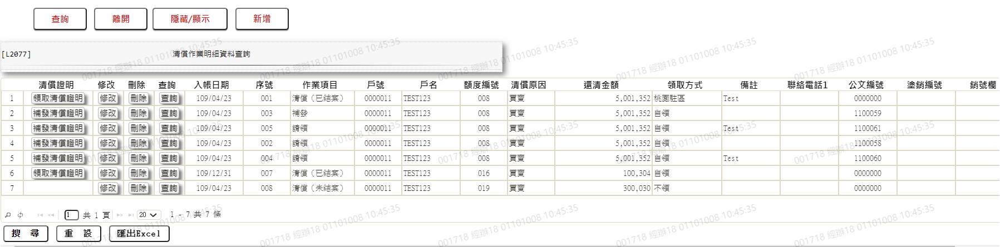 查詢 離開 隱藏/顯示 新增
[L2077] 清償作業明細資料查詢
清償證明 修改 刪除 查詢 入帳日期 序號 作業項目 戶號 戶名 額度編號 清償原因 還清金額 領取方式 備註 聯絡電話1 公文編號 塗銷編號 銷號欄
1 領取清償證明 修改 刪除 查詢 109/04/23 001 清償（已結案） 0000011 TEST123 008 買賣 5,001,352 桃園駐區 Test 0000000
2 補發清償證明 修改 刪除 查詢 109/04/23 003 補發 0000011 TEST123 008 買賣 5,001,352 自領 1100059
3 補發清償證明 修改 刪除 查詢 109/04/23 005 請領 0000011 TEST123 008 買賣 5,001,352 自領 Test 1100061
4 補發清償證明 修改 刪除 查詢 109/04/23 002 請領 0000011 TEST123 008 買賣 5,001,352 自領 1100058
5 補發清償證明 修改 刪除 查詢 109/04/23 004 請領 0000011 TEST123 008 買賣 5,001,352 自領 Test 1100060
6 領取清償證明 修改 刪除 查詢 109/12/31 007 清償（已結案） 0000011 TEST123 016 買賣 100,304 自領 0000000
7 修改 刪除 查詢 109/04/23 008 清償（未結案） 0000011 TEST123 019 買賣 300,030 不領 0000000
1 共 1 頁 20 1 - 7 共 7 條
搜 尋 重 設 匯出Excel
001718 經辦18 01101008 10:45:35